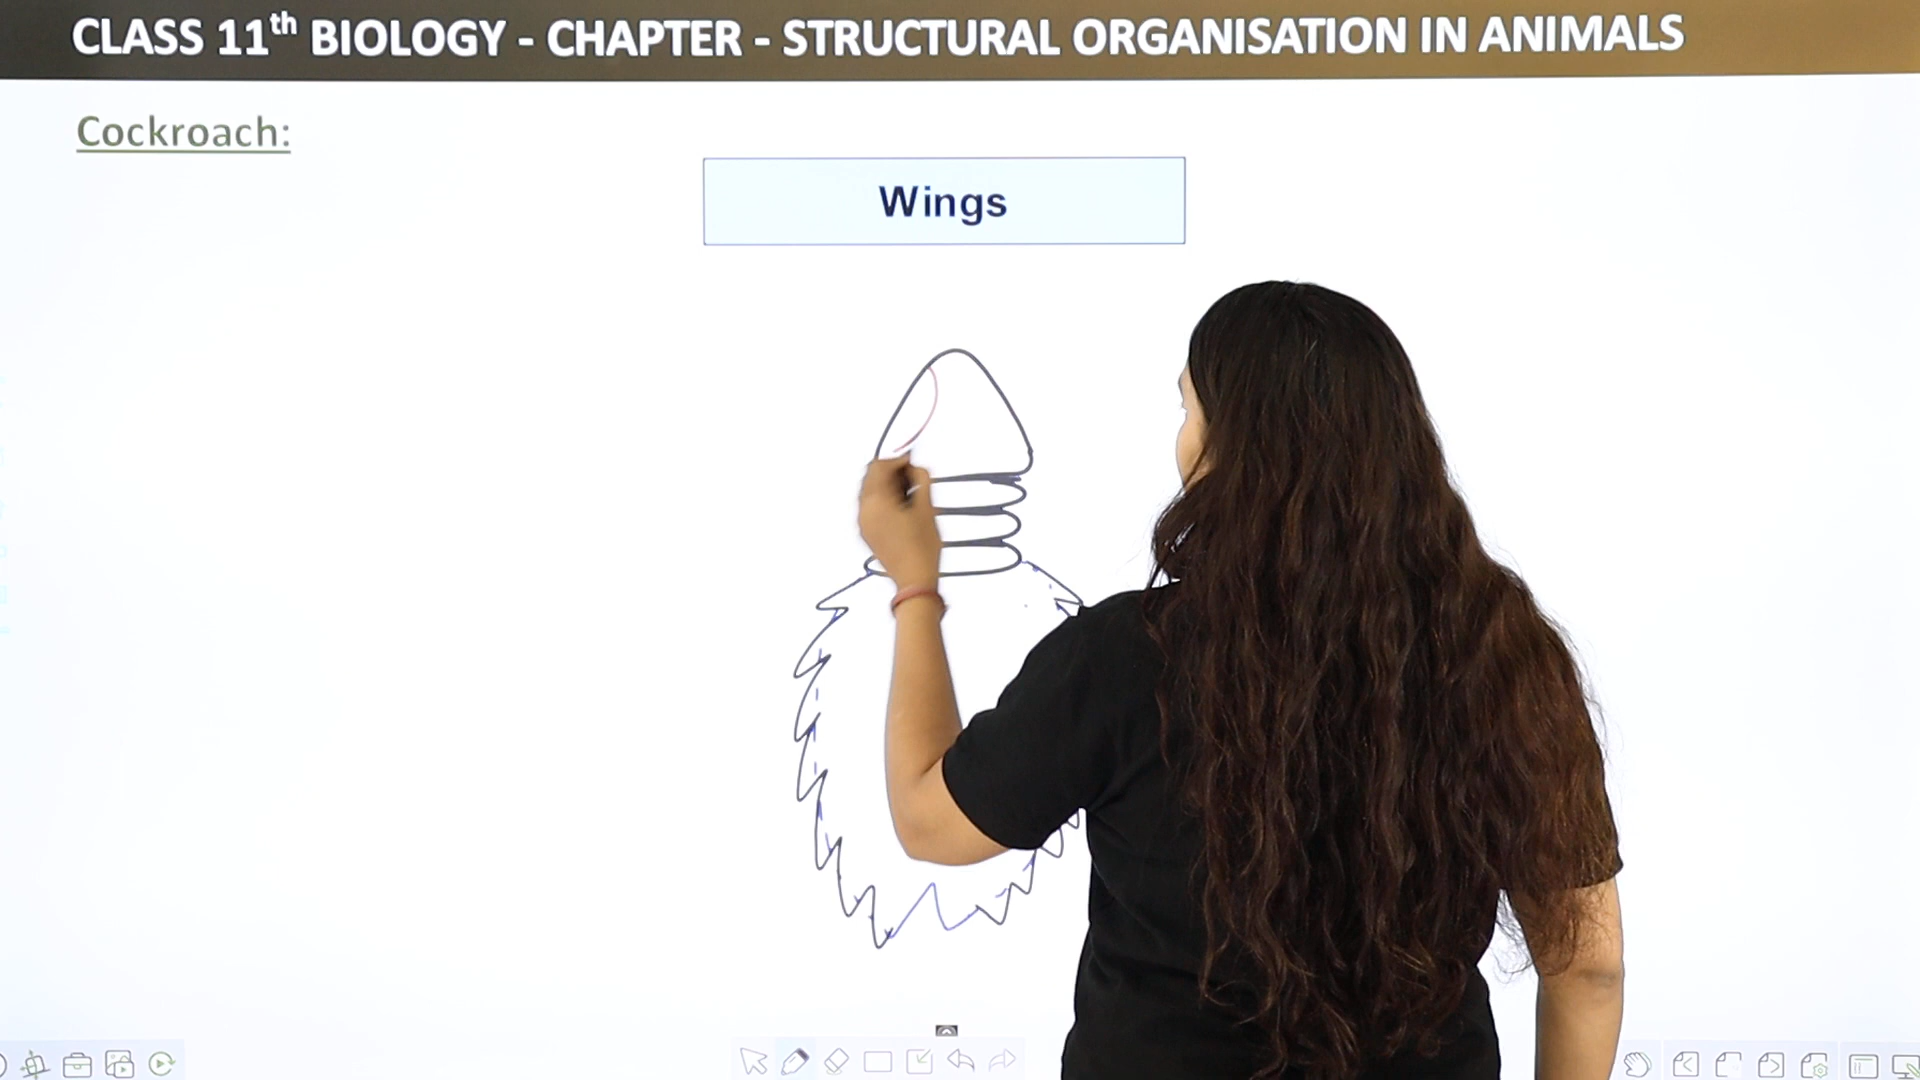 CLASS 11th BIOLOGY - CHAPTER - STRUCTURAL ORGANISATION IN ANIMALS
Cockroach:
Wings